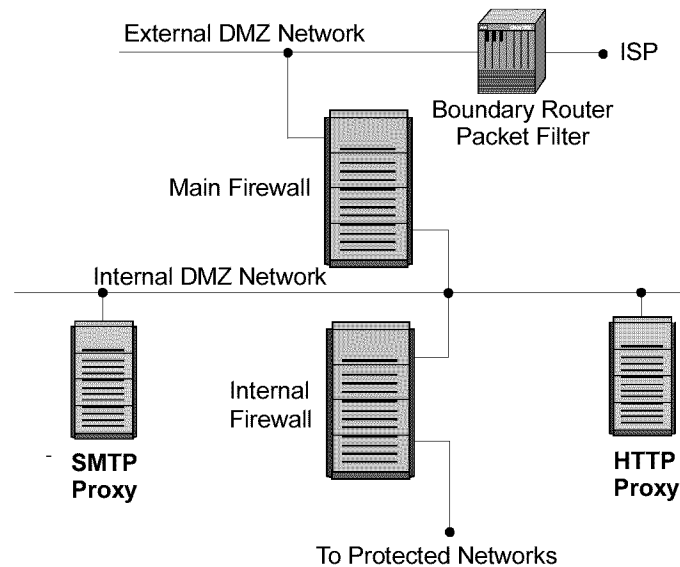 External DMZ Network
ISP
Boundary Router
Packet Filter
Main Firewall
Internal DMZ Network
Internal
Firewall
SMTP
Proxy
HTTP
Proxy
To Protected Networks